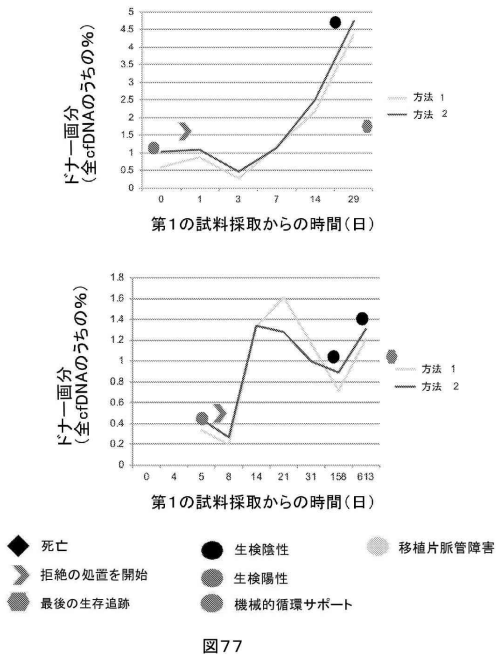 ドナー画分
(全cfDNAのうちの%)
5
4.5
4
3.5
3
2.5
2
1.5
1
0.5
0
0 1 3 7 14 29
第1の試料採取からの時間(日)
方法 1
方法 2
ドナー画分
(全cfDNAのうちの%)
1.8
1.6
1.4
1.2
1
0.8
0.6
0.4
0.2
0
0 4 5 8 14 21 31 158 613
第1の試料採取からの時間(日)
方法 1
方法 2
死亡
拒絶の処置を開始
最後の生存追跡
生検陰性
生検陽性
機械的循環サポート
移植片脈管障害
図77